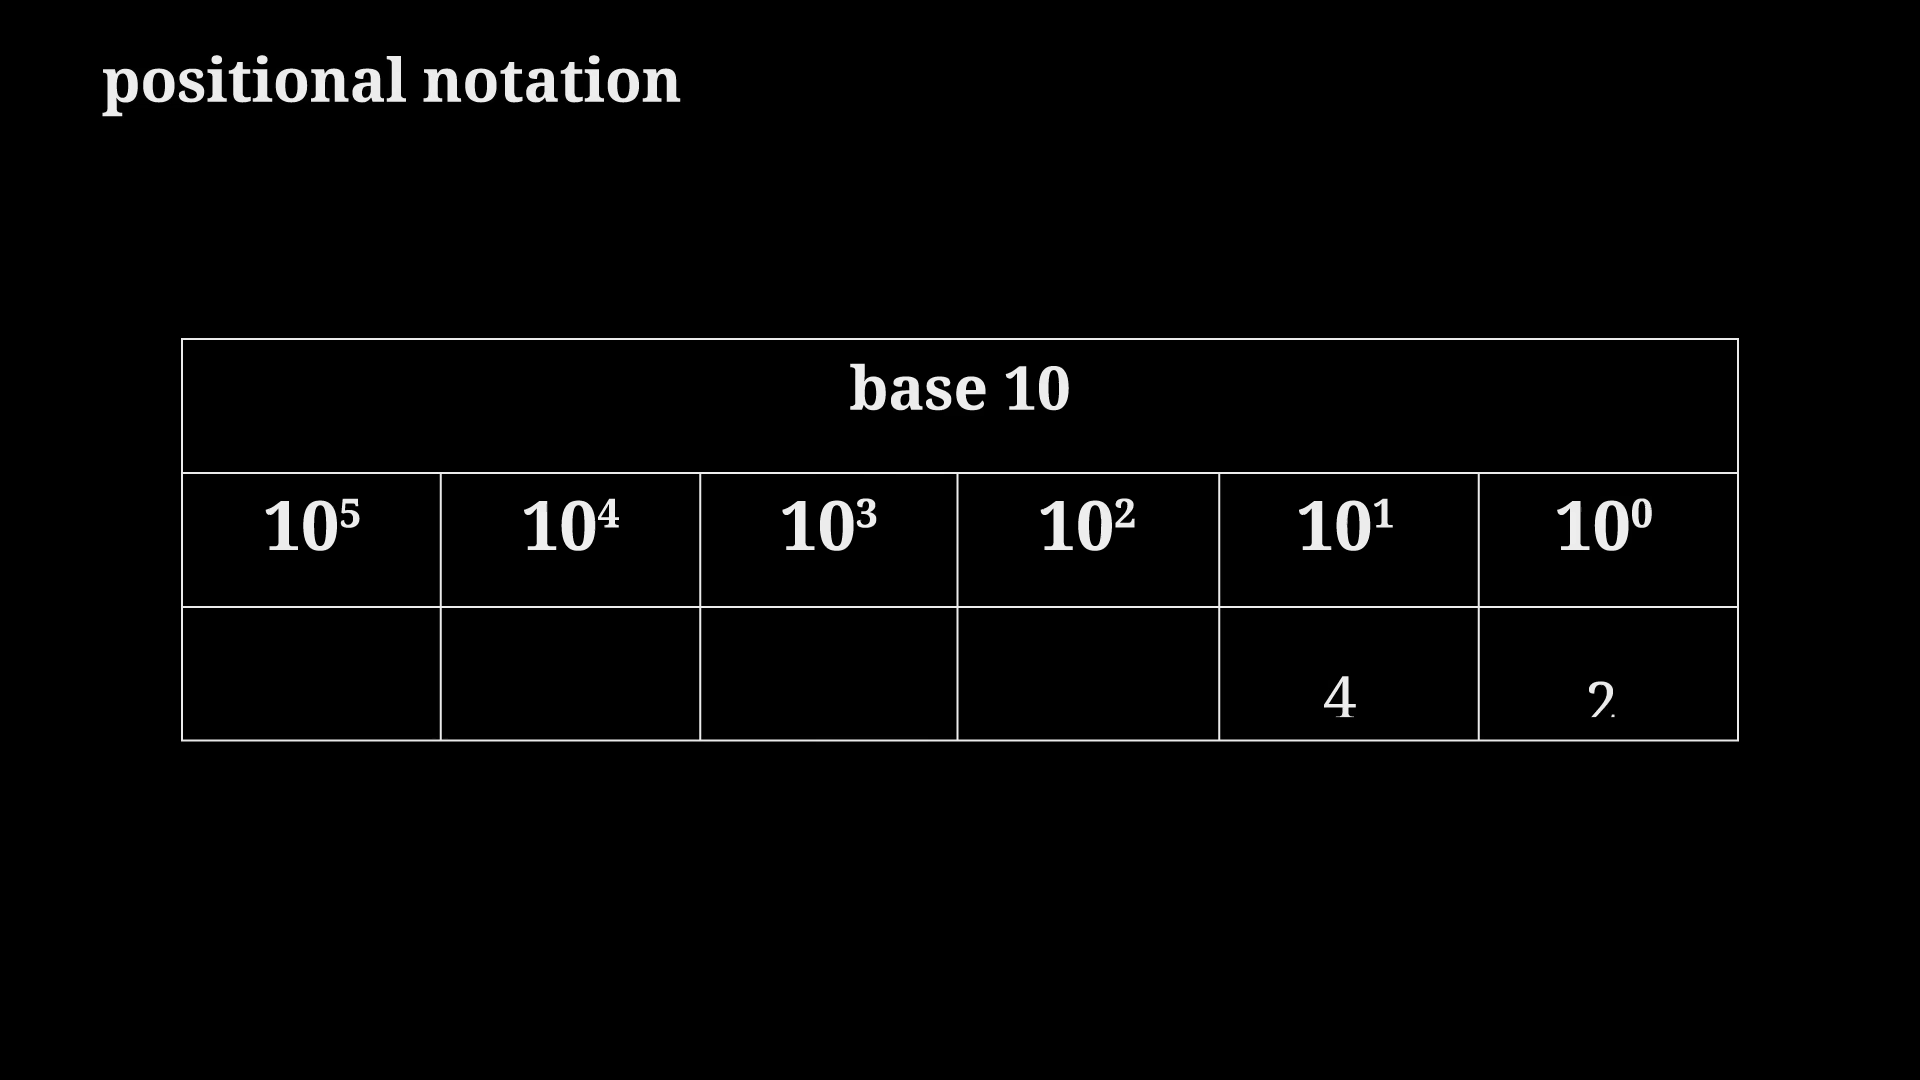 positional notation
base 10
10⁵ 10⁴ 10³ 10² 10¹ 10⁰
4 2